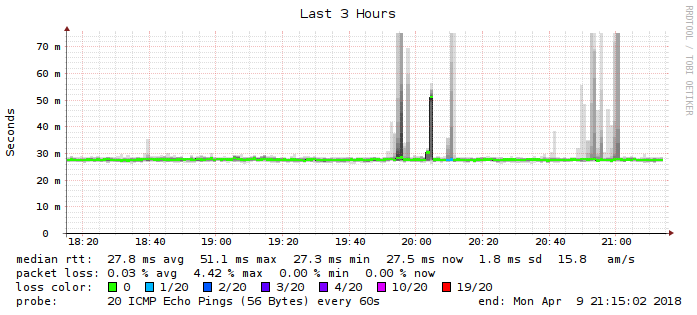 Last 3 Hours
RRDTOOL / TOBI OETIKER
Seconds
70 m
60 m
50 m
40 m
30 m
20 m
10 m
0
18:20 18:40 19:00 19:20 19:40 20:00 20:20 20:40 21:00
median rtt: 27.8 ms avg 51.1 ms max 27.3 ms min 27.5 ms now 1.8 ms sd 15.8 am/s
packet loss: 0.03 % avg 4.42 % max 0.00 % min 0.00 % now
loss color: 0 1/20 2/20 3/20 4/20 10/20 19/20
probe: 20 ICMP Echo Pings (56 Bytes) every 60s end: Mon Apr 9 21:15:02 2018